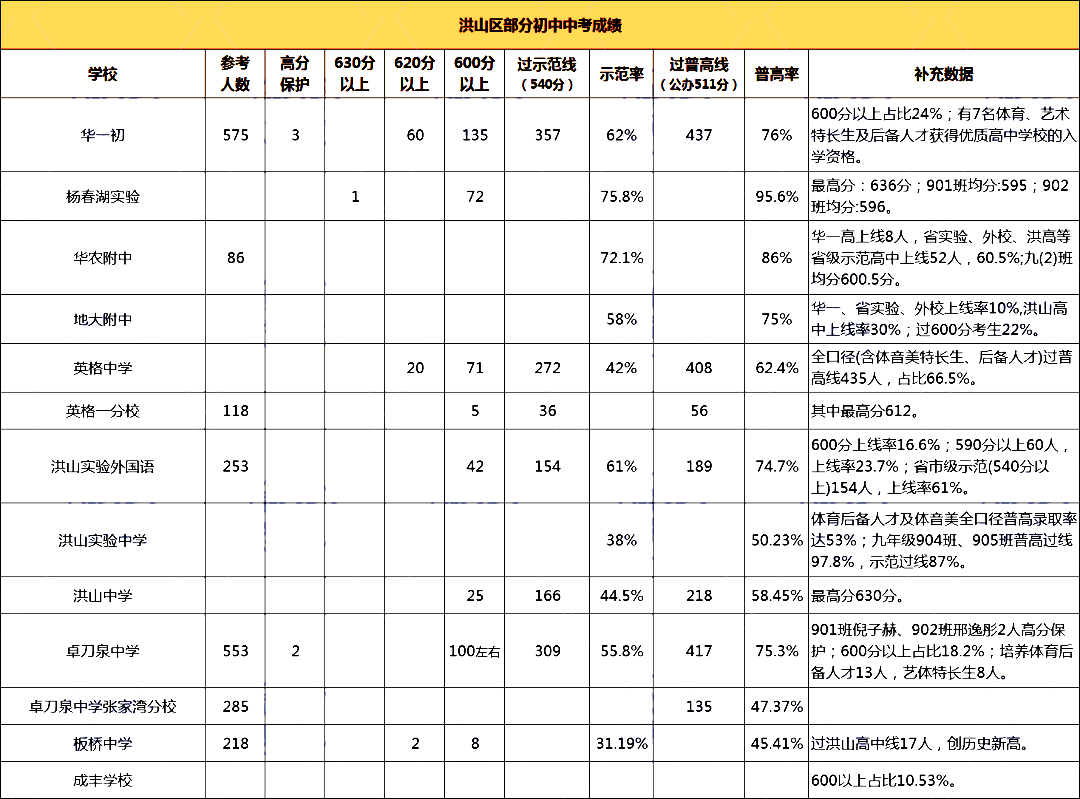 洪山区部分初中中考成绩
学校 参考人数 高分保护 630分以上 620分以上 600分以上 过示范线（540分） 示范率 过普高线（公办511分） 普高率 补充数据
华一初 575 3 60 135 357 62% 437 76% 600分以上占比24%；有7名体育、艺术
特长生及后备人才获得优质高中学校的入
学资格。
杨春湖实验 1 72 75.8% 95.6% 最高分：636分；901班均分:595；902
班均分:596。
华农附中 86 72.1% 86% 华一高上线8人，省实验、外校、洪高等
省级示范高中上线52人，60.5%;九(2)班
均分600.5分。
地大附中 58% 75% 华一、省实验、外校上线率10%,洪山高
中上线率30%；过600分考生22%。
英格中学 20 71 272 42% 408 62.4% 全口径(含体音美特长生、后备人才)过普
高线435人，占比66.5%。
英格一分校 118 5 36 56 其中最高分612。
洪山实验外国语 253 42 154 61% 189 74.7% 600分上线率16.6%；590分以上60人，
上线率23.7%；省市级示范(540分以
上)154人，上线率61%。
洪山实验中学 38% 50.23% 体育后备人才及体音美全口径普高录取率
达53%；九年级904班、905班普高过线
97.8%，示范过线87%。
洪山中学 25 166 44.5% 218 58.45% 最高分630分。
卓刀泉中学 553 2 100左右 309 55.8% 417 75.3% 901班倪子赫、902班邢逸彤2人高分保
护；600分以上占比18.2%；培养体育后
备人才13人，艺体特长生8人。
卓刀泉中学张家湾分校 285 135 47.37%
板桥中学 218 2 8 31.19% 45.41% 过洪山高中线17人，创历史新高。
成丰学校 600以上占比10.53%。